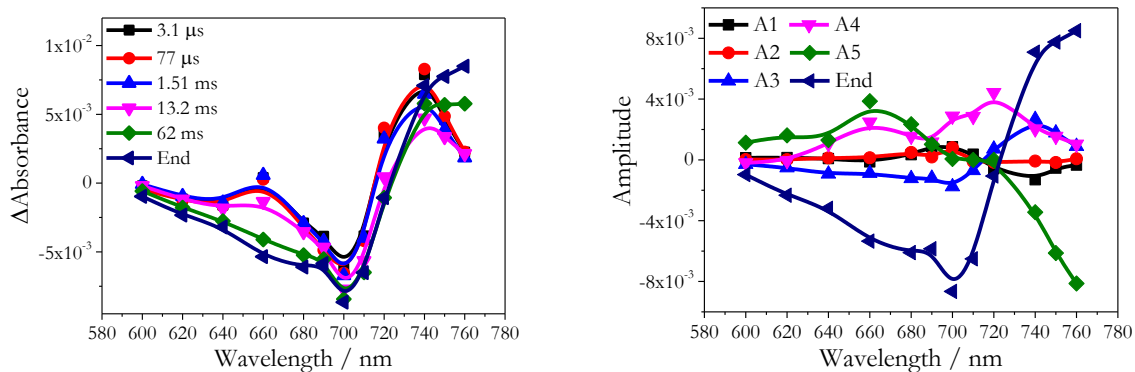 1x10⁻²
5x10⁻³
0
-5x10⁻³
ΔAbsorbance
3.1 μs
77 μs
1.51 ms
13.2 ms
62 ms
End
580 600 620 640 660 680 700 720 740 760 780
Wavelength / nm
8x10⁻³
4x10⁻³
0
-4x10⁻³
-8x10⁻³
Amplitude
A1 A4
A2 A5
A3 End
580 600 620 640 660 680 700 720 740 760 780
Wavelength / nm